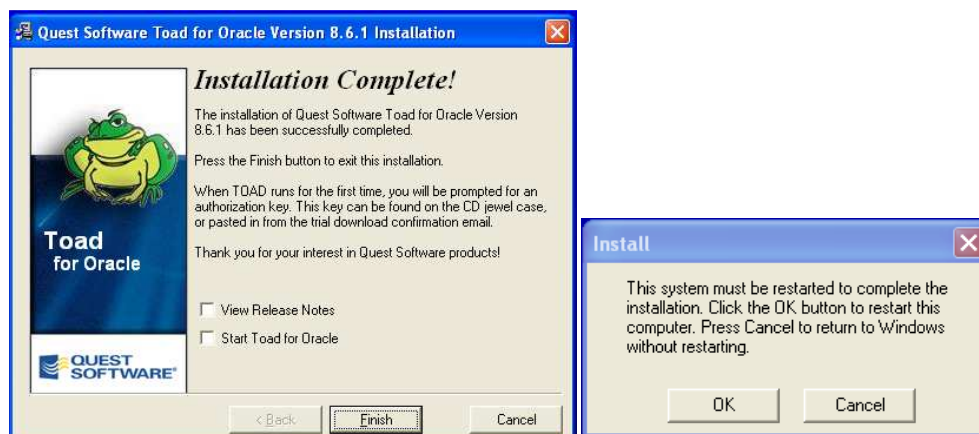 Quest Software Toad for Oracle Version 8.6.1 Installation
Installation Complete!
The installation of Quest Software Toad for Oracle Version
8.6.1 has been successfully completed.
Press the Finish button to exit this installation.
When TOAD runs for the first time, you will be prompted for an
authorization key. This key can be found on the CD jewel case,
or pasted in from the trial download confirmation email.
Thank you for your interest in Quest Software products!
Toad
for Oracle
View Release Notes
Start Toad for Oracle
QUEST
SOFTWARE®
< Back
Finish
Cancel
Install
This system must be restarted to complete the
installation. Click the OK button to restart this
computer. Press Cancel to return to Windows
without restarting.
OK
Cancel